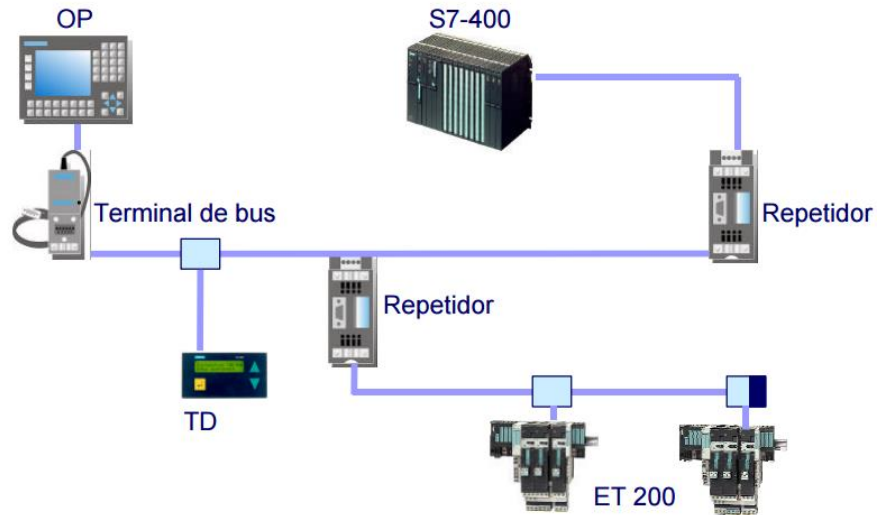 OP
S7-400
Terminal de bus
Repetidor
Repetidor
TD
ET 200